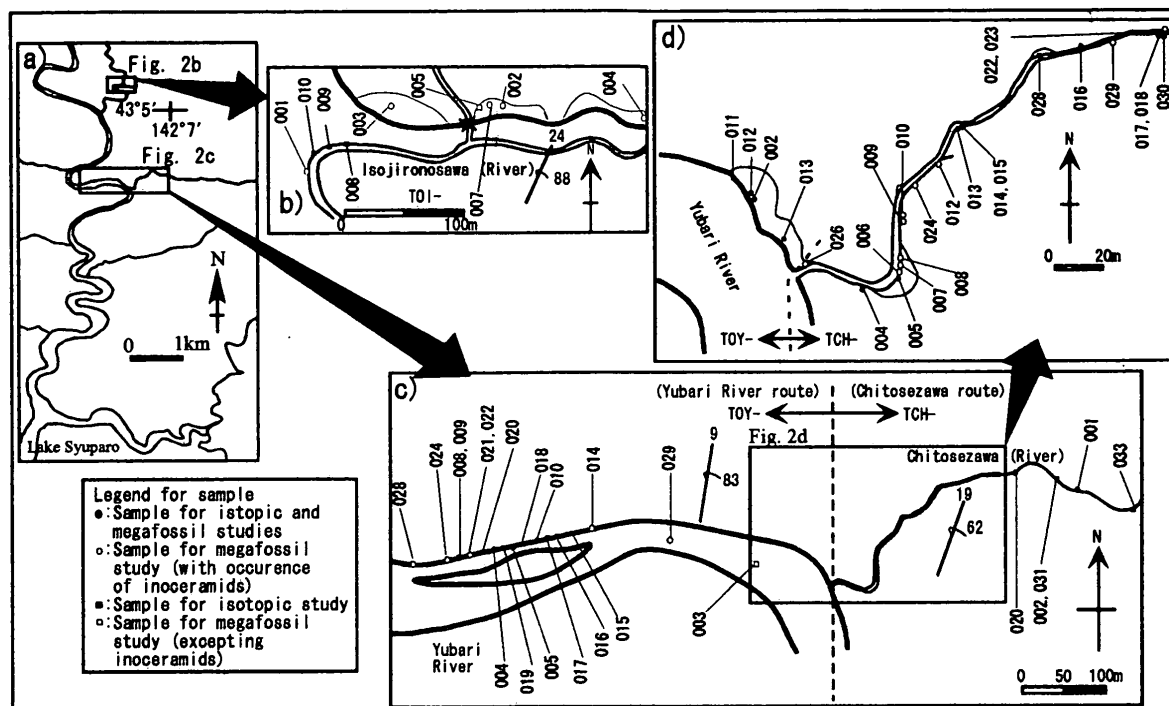 a
Fig. 2b
43°5'
142°7'
Fig. 2c
N
0 1km
Lake Syuparo
b)
001
010
009
003
005
002
004
008
Isojironosawa (River)
TOI-
007
24
88
N
0 100m
d)
011
012
002
013
Yubari River
026
009
010
006
004
005
007
008
024
012
013
014, 015
028
016
029
022, 023
017, 018
030
N
0 20m
TOY- TCH-
c)
(Yubari River route) (Chitosezawa route)
TOY- TCH-
Fig. 2d
028
024
008, 009
021, 022
020
018
010
014
029
9
83
003
Chitosezawa (River)
19
62
001
033
020
002, 031
Yubari
River
004
019
005
017
016
015
N
0 50 100m
Legend for sample
:Sample for istopic and
megafossil studies
:Sample for megafossil
study (with occurence
of inoceramids)
:Sample for isotopic study
:Sample for megafossil
study (excepting
inoceramids)